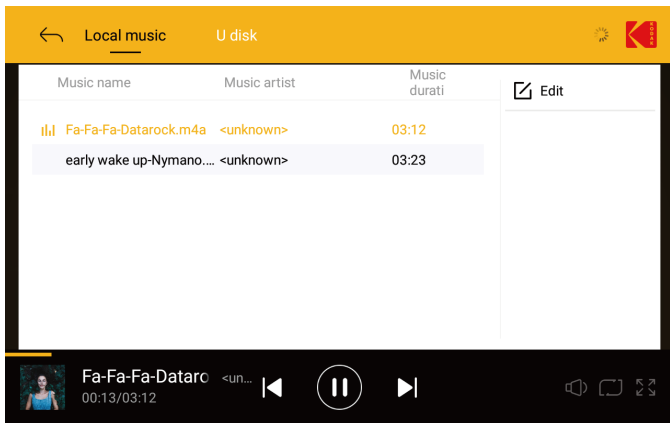 Local music
U disk
KODAK
Music name
Music artist
Music
durati
Edit
Fa-Fa-Fa-Datarock.m4a
<unknown>
03:12
early wake up-Nymano....
<unknown>
03:23
Fa-Fa-Fa-Dataro
<un...
00:13/03:12